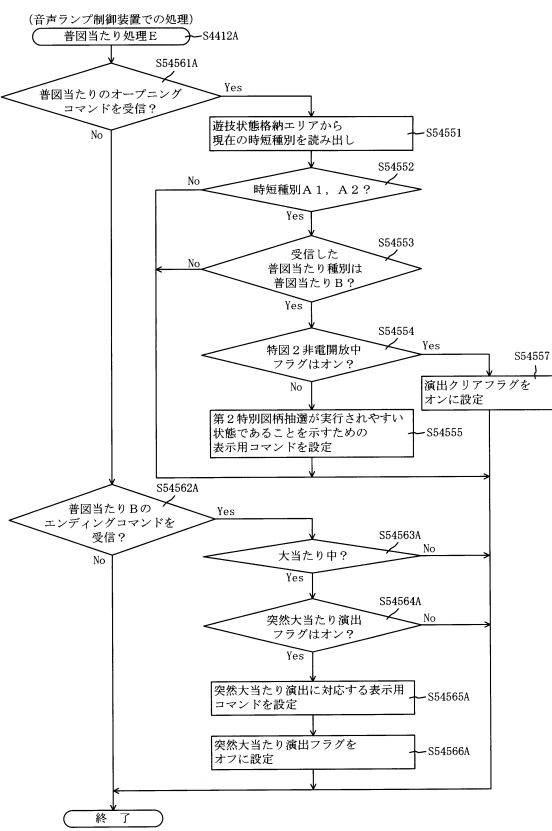 (音声ランプ制御装置での処理)
普図当たり処理E
S4412A
S54561A
普図当たりのオープニング
コマンドを受信？
Yes
No
遊技状態格納エリアから
現在の時短種別を読み出し
S54551
S54552
時短種別A1，A2？
No
Yes
S54553
受信した
普図当たり種別は
普図当たりB？
No
Yes
S54554
特図2非電開放中
フラグはオン？
Yes
No
S54557
演出クリアフラグを
オンに設定
第2特別図柄抽選が実行されやすい
状態であることを示すための
表示用コマンドを設定
S54555
S54562A
普図当たりBの
エンディングコマンドを
受信？
Yes
No
S54563A
大当たり中？
No
Yes
S54564A
突然大当たり演出
フラグはオン？
No
Yes
突然大当たり演出に対応する表示用
コマンドを設定
S54565A
突然大当たり演出フラグを
オフに設定
S54566A
終 了